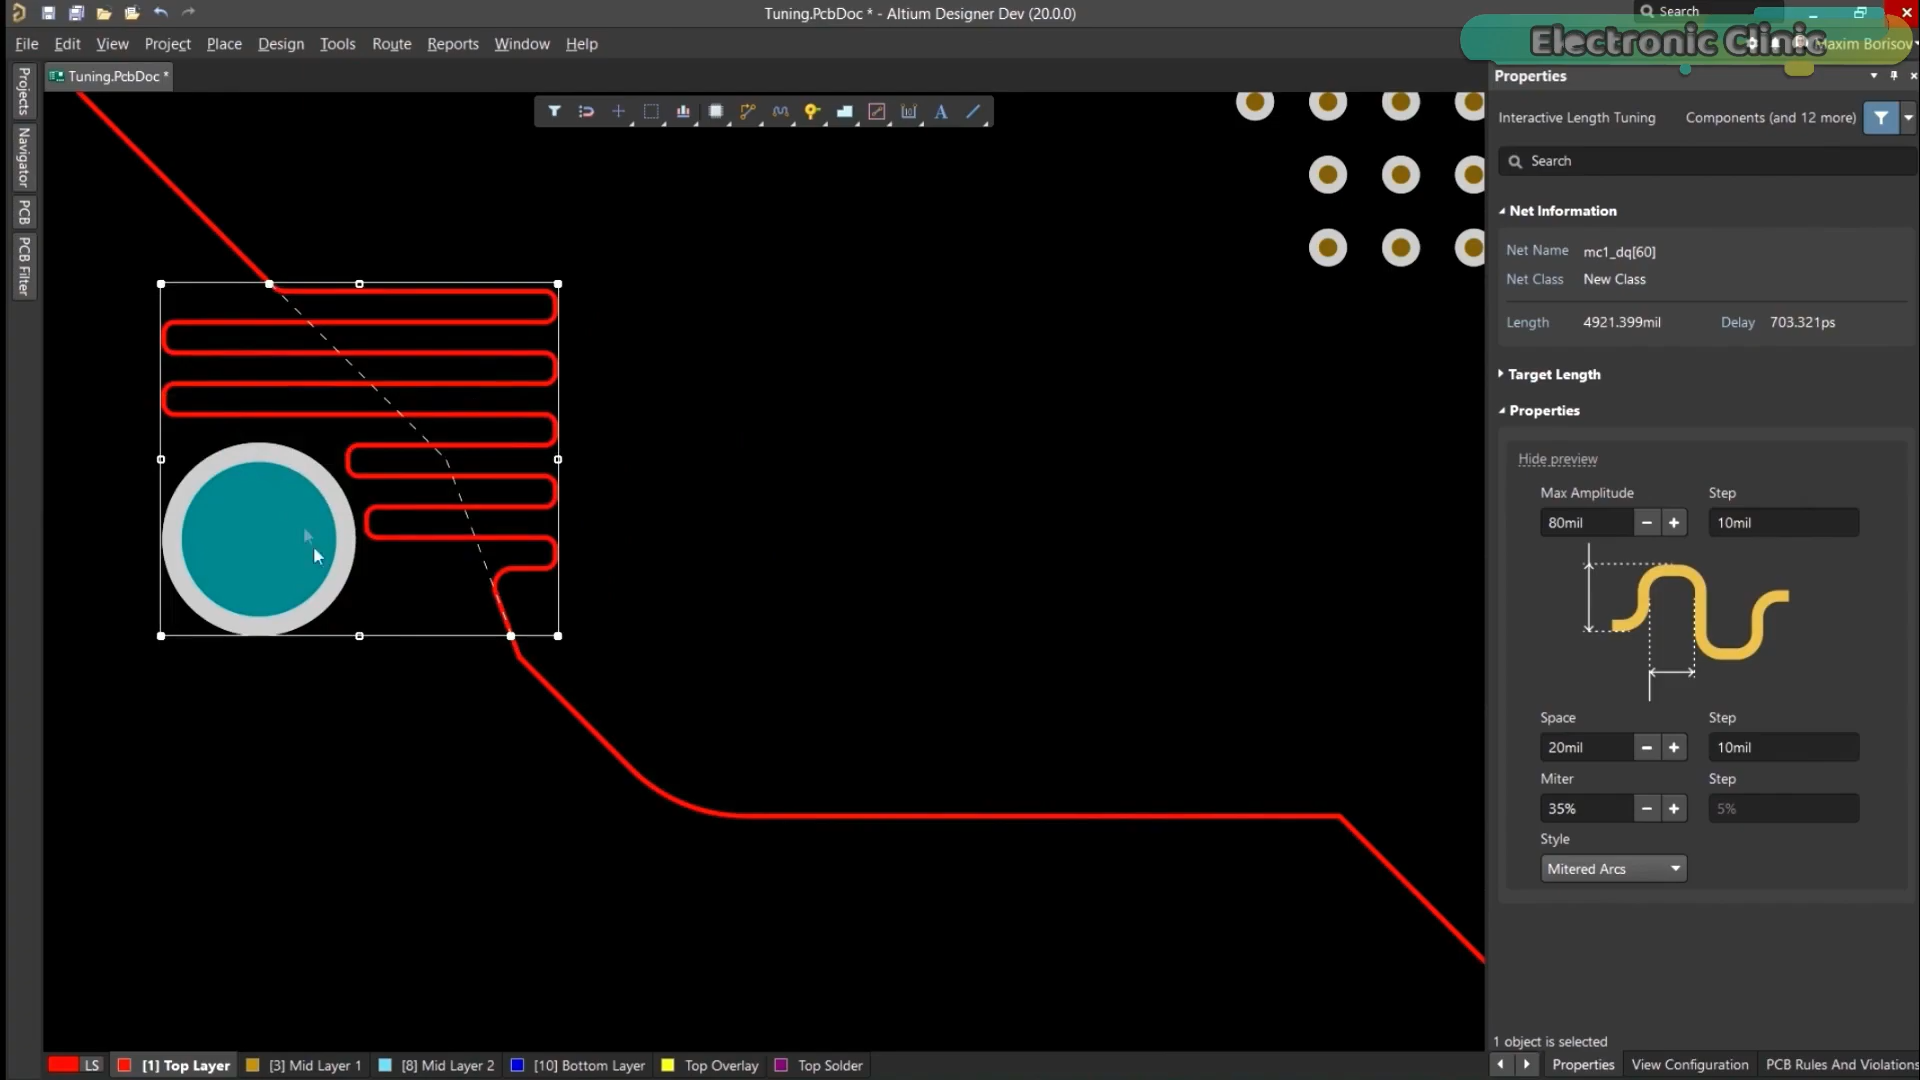 Tuning.PcbDoc * - Altium Designer Dev (20.0.0)
Search
File Edit View Project Place Design Tools Route Reports Window Help
Electronic Clinic
Maxim Borisov
Projects
Navigator
PCB
PCB Filter
Tuning.PcbDoc *
A
Properties
Interactive Length Tuning Components (and 12 more)
Search
Net Information
Net Name mc1_dq[60]
Net Class New Class
Length 4921.399mil Delay 703.321ps
Target Length
Properties
Hide preview
Max Amplitude Step
80mil - + 10mil
Space Step
20mil - + 10mil
Miter Step
35% - + 5%
Style
Mitered Arcs
1 object is selected
LS [1] Top Layer [3] Mid Layer 1 [8] Mid Layer 2 [10] Bottom Layer Top Overlay Top Solder
Properties View Configuration PCB Rules And Violations